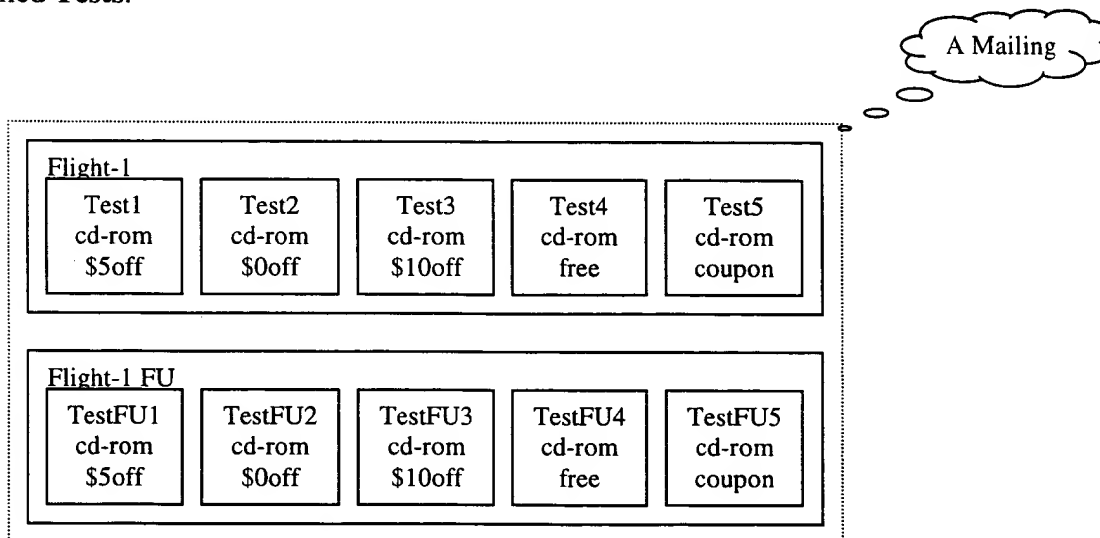 Tests.
A Mailing
Flight-1
Test1
cd-rom
$5off
Test2
cd-rom
$0off
Test3
cd-rom
$10off
Test4
cd-rom
free
Test5
cd-rom
coupon
Flight-1 FU
TestFU1
cd-rom
$5off
TestFU2
cd-rom
$0off
TestFU3
cd-rom
$10off
TestFU4
cd-rom
free
TestFU5
cd-rom
coupon